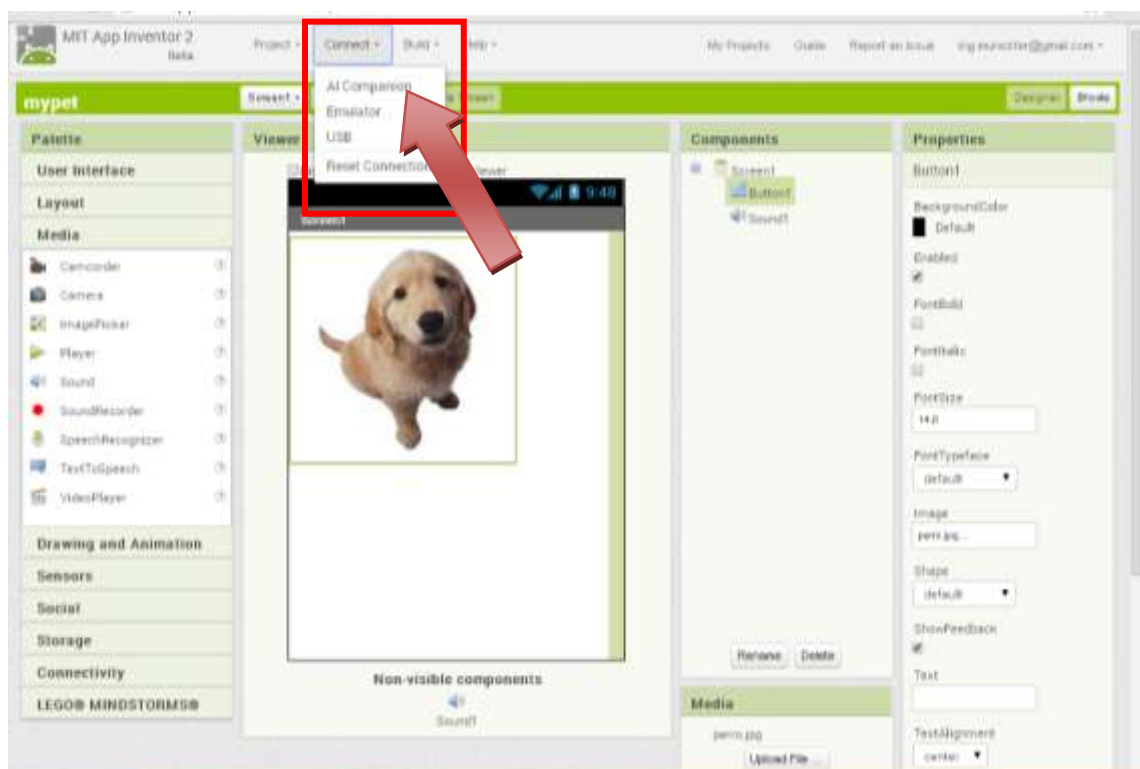 MIT App Inventor 2
Beta
Project Connect Build Help My Projects Guide Report an Issue
AI Companion
Emulator
USB
Reset Connection
mypet
Screen1
Designer Blocks
Palette
User Interface
Layout
Media
Camcorder
Camera
ImagePicker
Player
Sound
SoundRecorder
SpeechRecognizer
TextToSpeech
VideoPlayer
Drawing and Animation
Sensors
Social
Storage
Connectivity
LEGO® MINDSTORMS®
Viewer
Viewer
9:48
Screen1
Non-visible components
Sound1
Components
Screen1
Button1
Sound1
Rename Delete
Media
Upload File ...
Properties
Button1
BackgroundColor
Default
Enabled
FontBold
FontItalic
FontSize
14.0
FontTypeface
default
Image
Shape
default
ShowFeedback
Text
TextAlignment
center